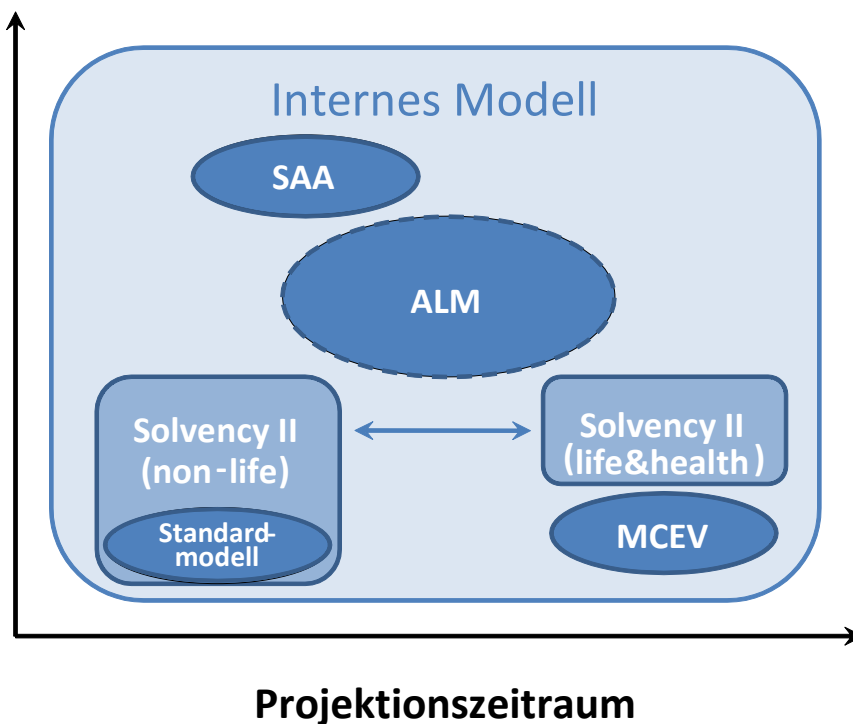 Internes Modell
SAA
ALM
Solvency II
(non-life)
Standard-
modell
Solvency II
(life&health)
MCEV
Projektionszeitraum